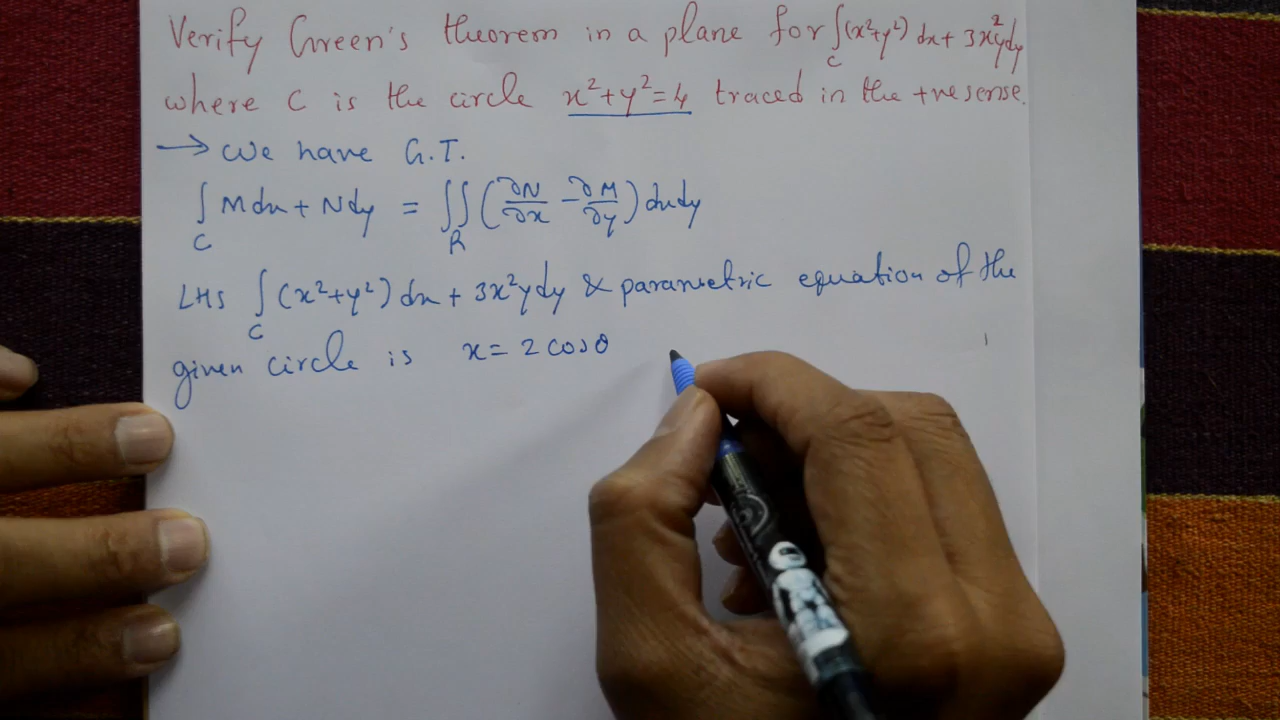 Verify Green's theorem in a plane for ∫_C (x²+y²) dx + 3x²y dy
where C is the circle x²+y²=4 traced in the +ve sense.
→ We have G.T.
∫_C M dx + N dy = ∬_R (∂N/∂x − ∂M/∂y) dx dy
LHS ∫_C (x²+y²) dx + 3x²y dy & parametric equation of the
given circle is x = 2 cos θ